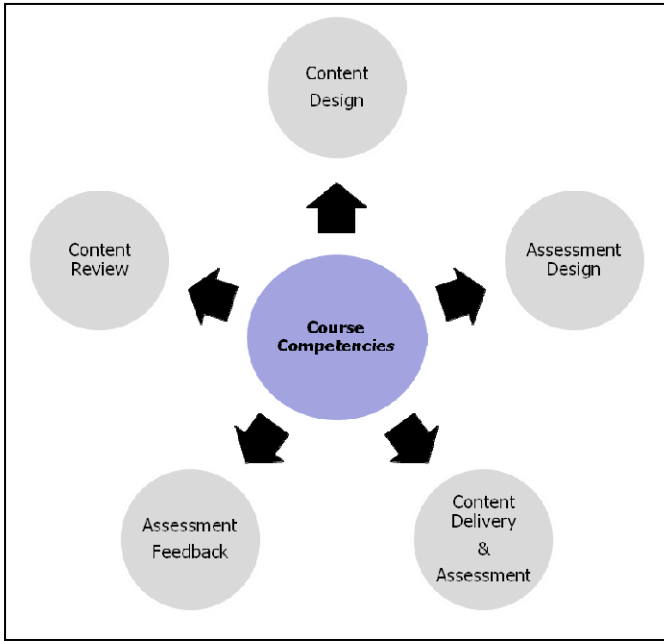 Content
Design
Content
Review
Assessment
Design
Course
Competencies
Assessment
Feedback
Content
Delivery
&
Assessment